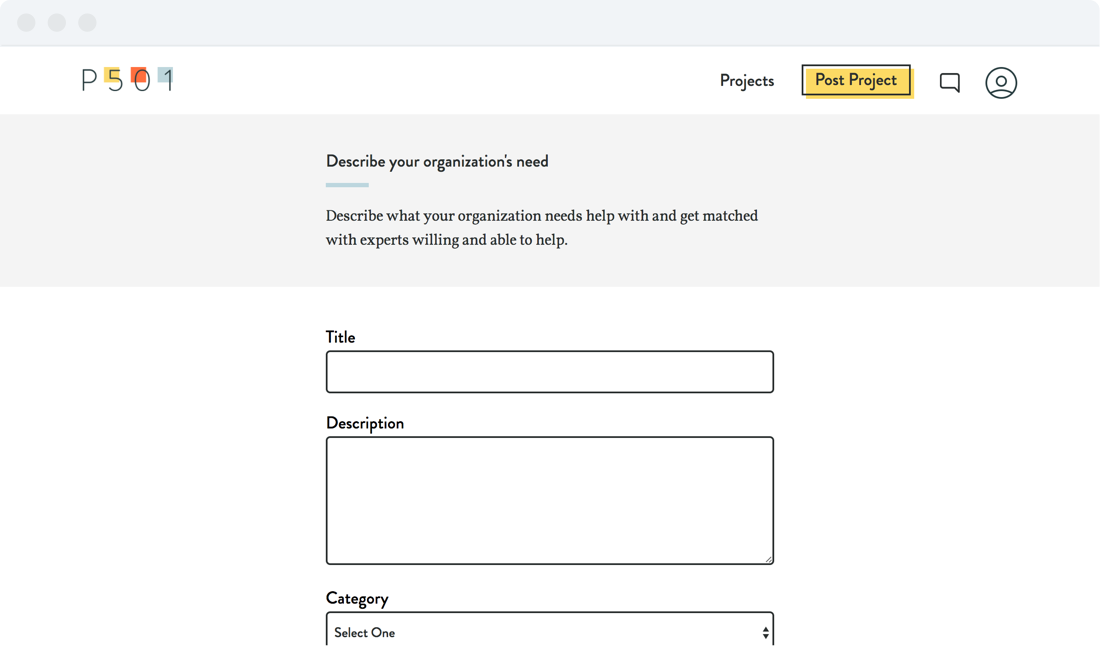 P501
Projects
Post Project
Describe your organization's need
Describe what your organization needs help with and get matched
with experts willing and able to help.
Title
Description
Category
Select One